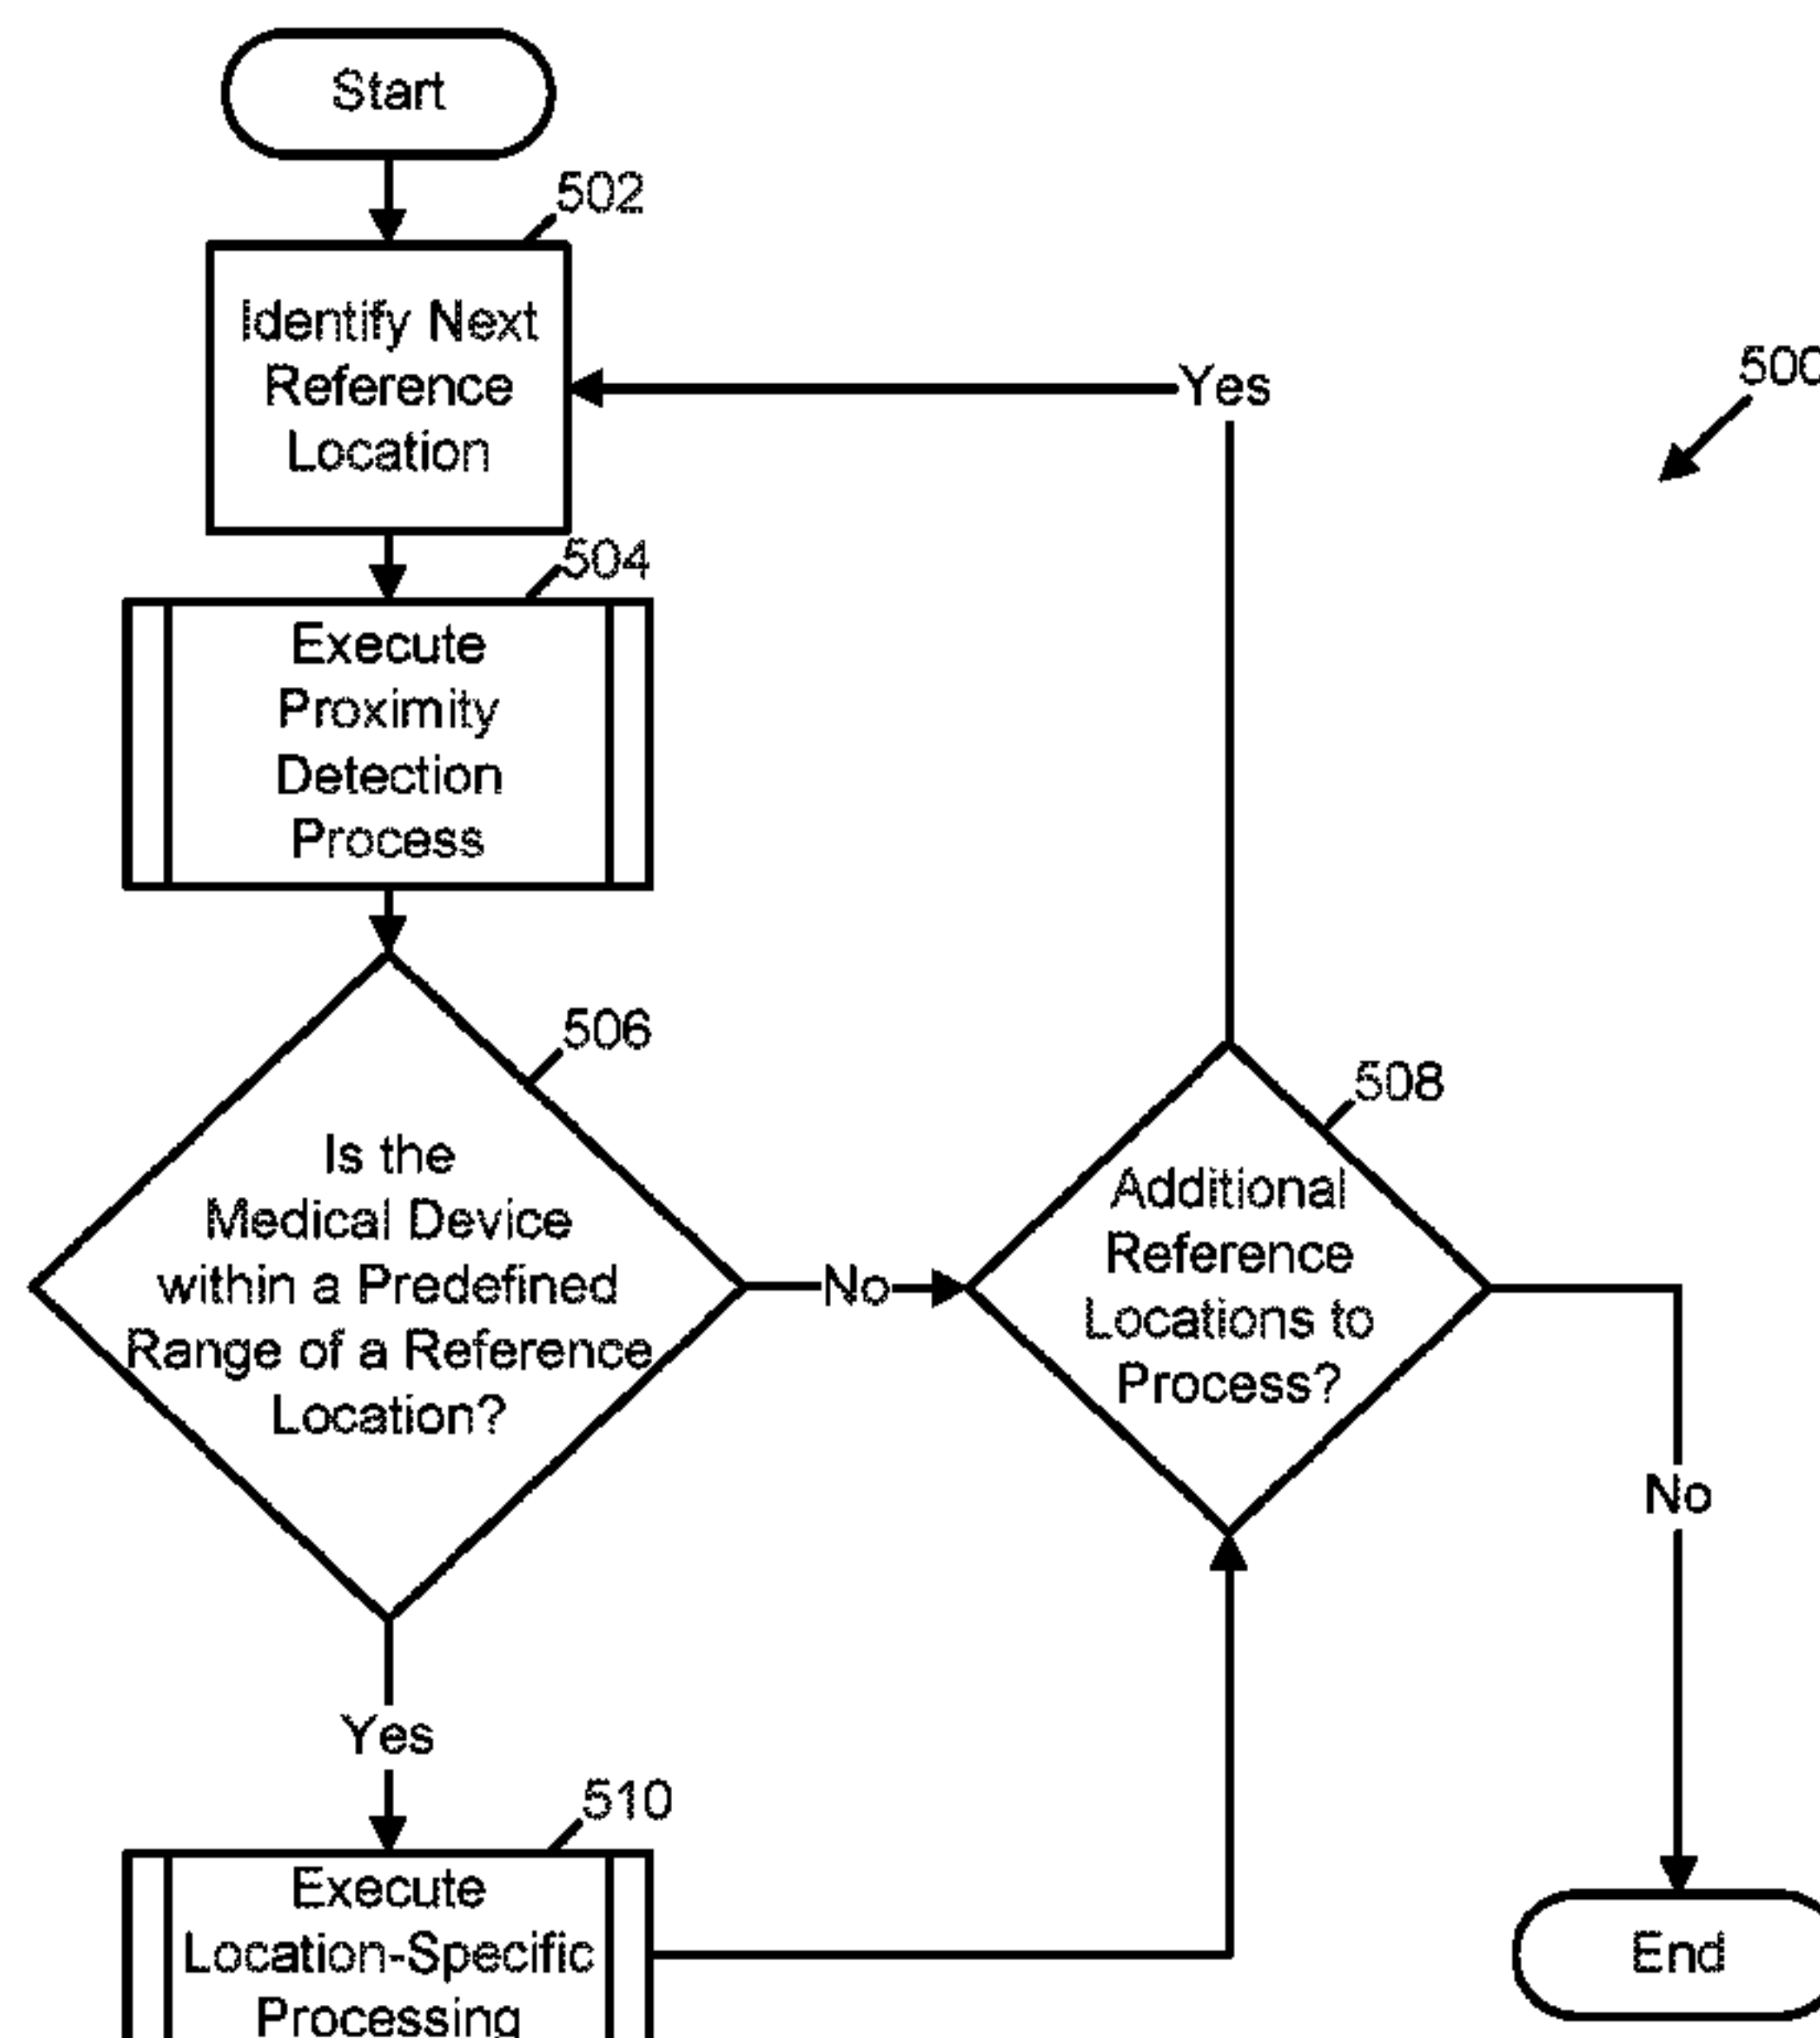 Start
502
Identify Next
Reference
Location
Yes
500
504
Execute
Proximity
Detection
Process
506
Is the
Medical Device
within a Predefined
Range of a Reference
Location?
No
508
Additional
Reference
Locations to
Process?
No
Yes
510
Execute
Location-Specific
Processing
End